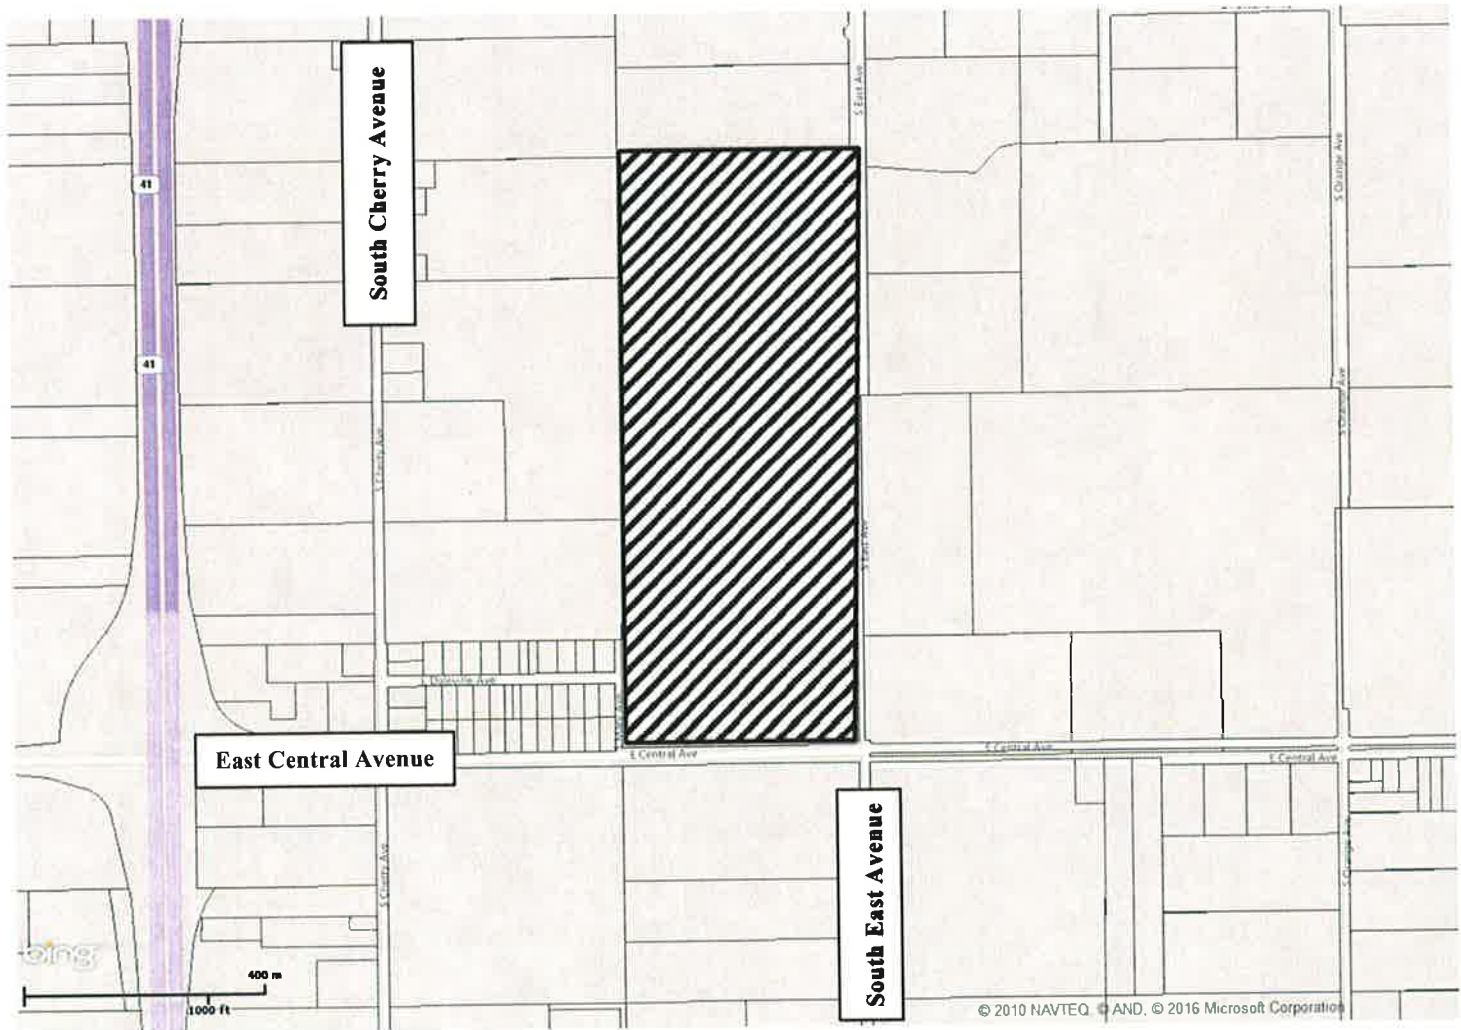 S East Ave
South Cherry Avenue
41
S Orange Ave
41
S Orange Ave
S Cherry Ave
S East Ave
E Central Ave
E Central Ave
E Central Ave
East Central Avenue
South East Avenue
S Cherry Ave
S Orange Ave
bing
400 m
1000 ft
© 2010 NAVTEQ, © AND, © 2016 Microsoft Corporation